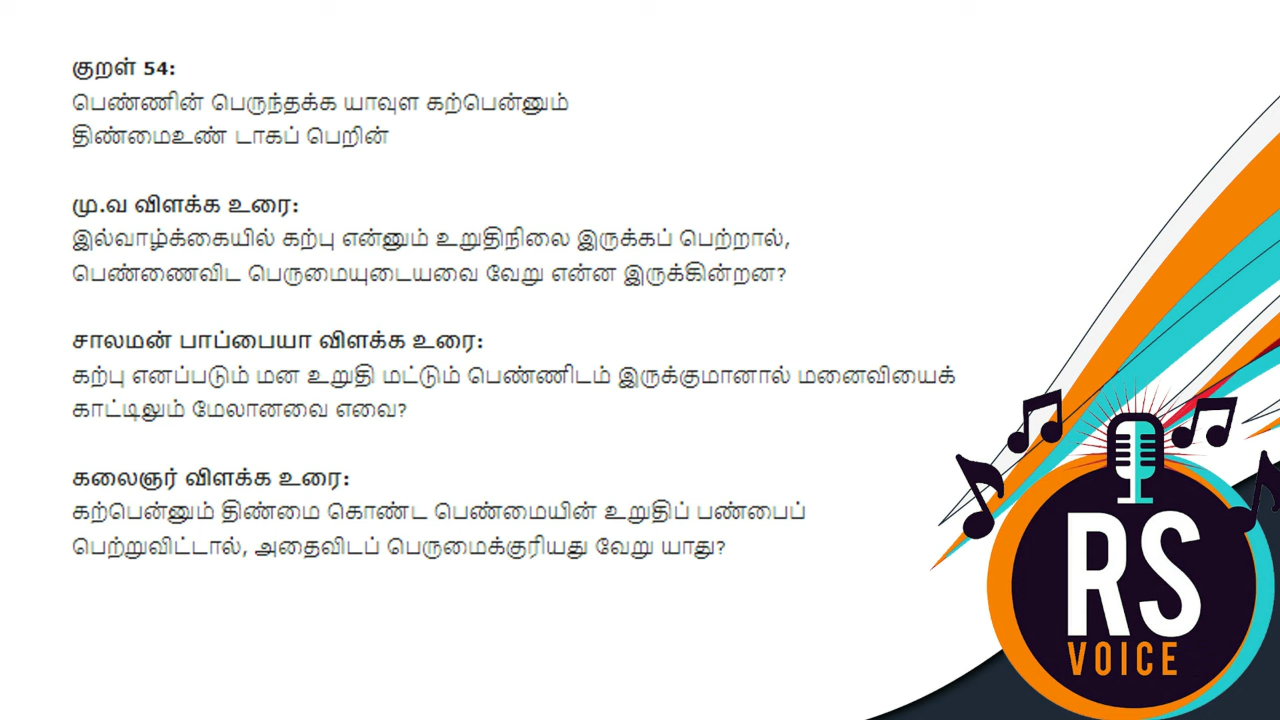 குறள் 54:
பெண்ணின் பெருந்தக்க யாவுள கற்பென்னும்
திண்மைஉண் டாகப் பெறின்
மு.வ விளக்க உரை:
இல்வாழ்க்கையில் கற்பு என்னும் உறுதிநிலை இருக்கப் பெற்றால்,
பெண்ணைவிட பெருமையுடையவை வேறு என்ன இருக்கின்றன?
சாலமன் பாப்பையா விளக்க உரை:
கற்பு எனப்படும் மன உறுதி மட்டும் பெண்ணிடம் இருக்குமானால் மனைவியைக்
காட்டிலும் மேலானவை எவை?
கலைஞர் விளக்க உரை:
கற்பென்னும் திண்மை கொண்ட பெண்மையின் உறுதிப் பண்பைப்
பெற்றுவிட்டால், அதைவிடப் பெருமைக்குரியது வேறு யாது?
RS
VOICE